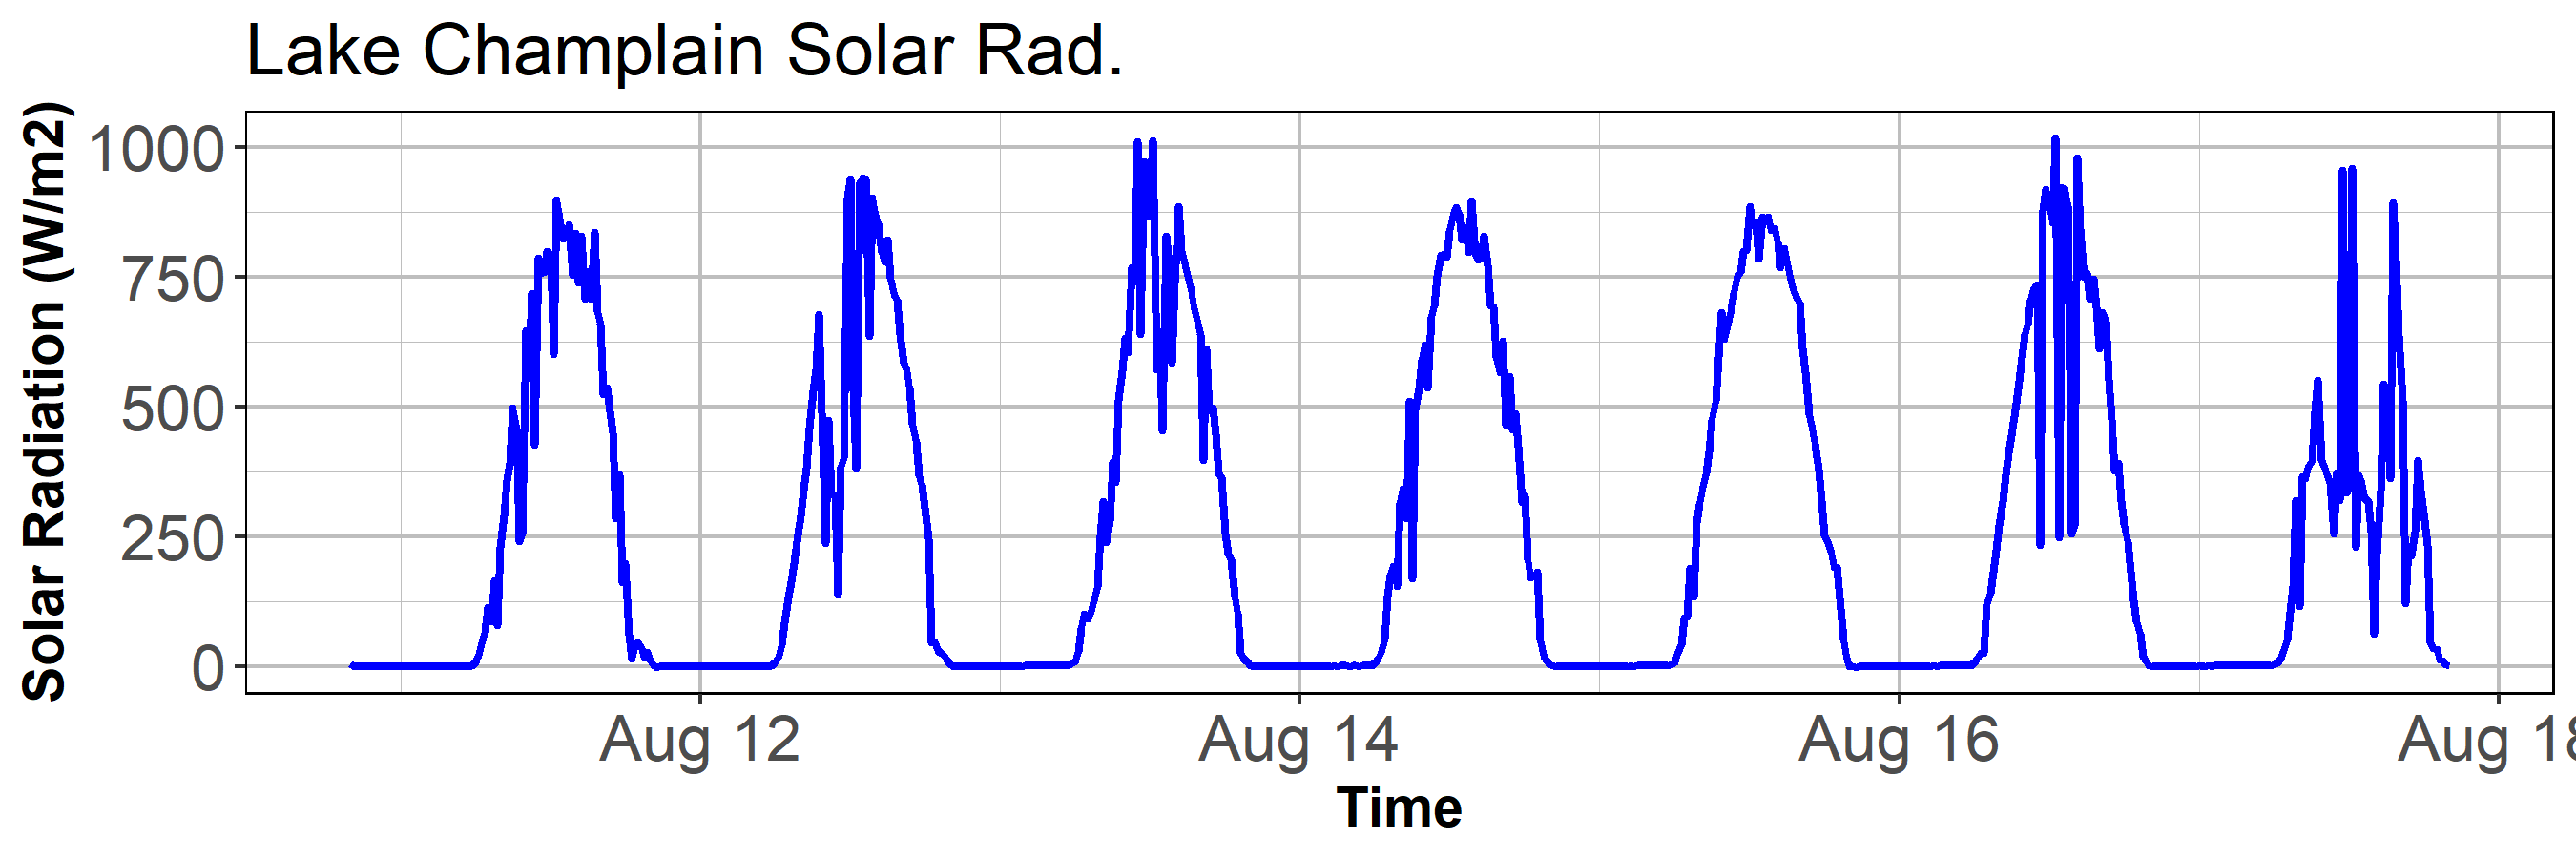 Lake Champlain Solar Rad.
Solar Radiation (W/m2)
1000
750
500
250
0
Aug 12 Aug 14 Aug 16 Aug 18
Time